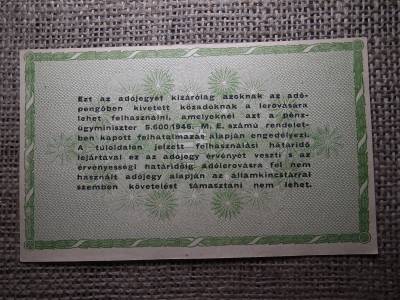 Ezt az adójegyet kizárólag azoknak az adó-
pengőben kivetett közadóknak a lerovására
lehet felhasználni, amelyeknél azt a pénz-
ügyminiszter 5.600/1946. M. E. számú rendelet-
ben kapott felhatalmazás alapján engedélyezi.
A túloldalon jelzett felhasználási határidő
lejártával ez az adójegy érvényét veszti s az
érvényességi határidőig adólerovásra fel nem
használt adójegy alapján az államkincstárral
szemben követelést támasztani nem lehet.